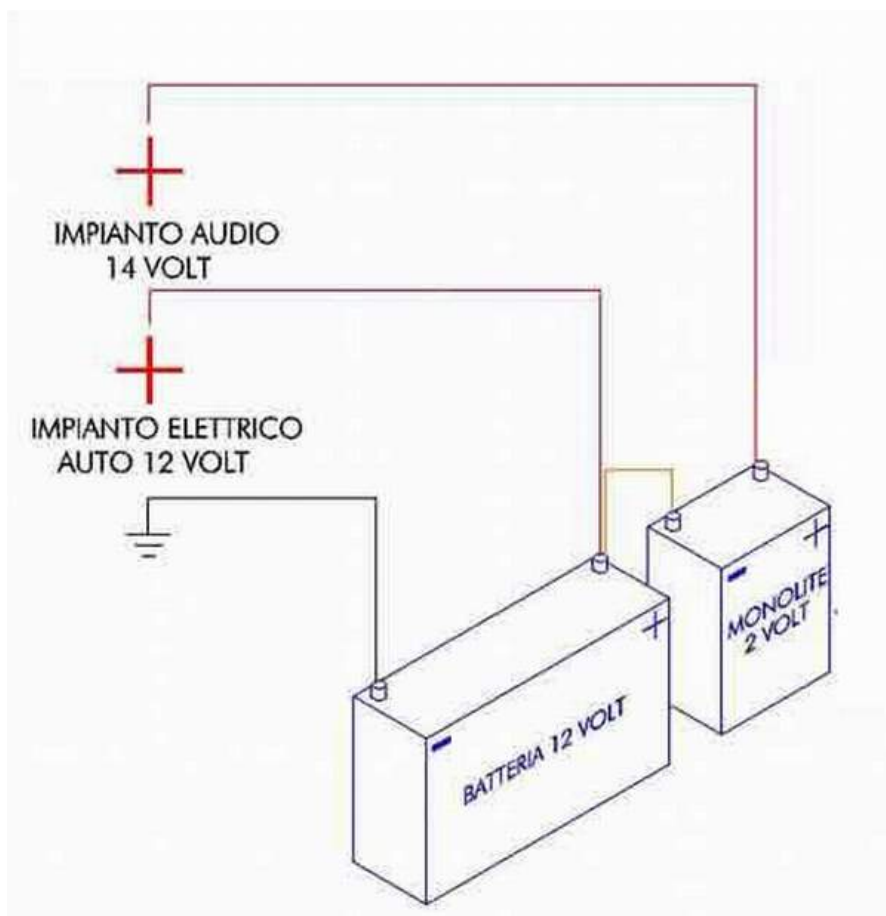 IMPIANTO AUDIO
14 VOLT
IMPIANTO ELETTRICO
AUTO 12 VOLT
MONOLITE
2 VOLT
BATTERIA 12 VOLT